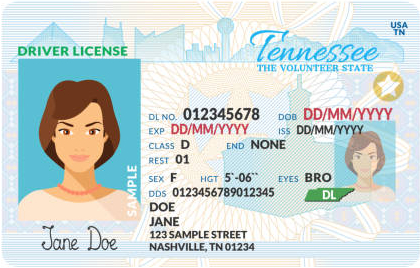 USA
TN
DRIVER LICENSE
Tennessee
THE VOLUNTEER STATE
DL NO. 012345678 DOB DD/MM/YYYY
EXP DD/MM/YYYY ISS DD/MM/YYYY
CLASS D END NONE
REST 01
SEX F HGT 5'-06`` EYES BRO
DL
DDS 0123456789012345
DOE
JANE
123 SAMPLE STREET
NASHVILLE, TN 01234
SAMPLE
Jane Doe